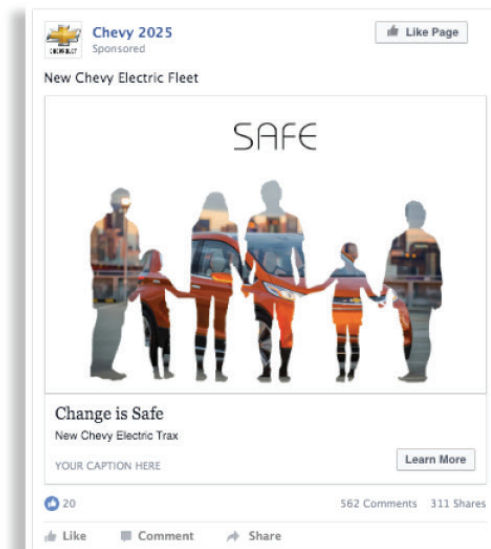 Chevy 2025
Sponsored
Like Page
CHEVROLET
New Chevy Electric Fleet
SAFE
Change is Safe
New Chevy Electric Trax
YOUR CAPTION HERE
Learn More
20
562 Comments 311 Shares
Like Comment Share